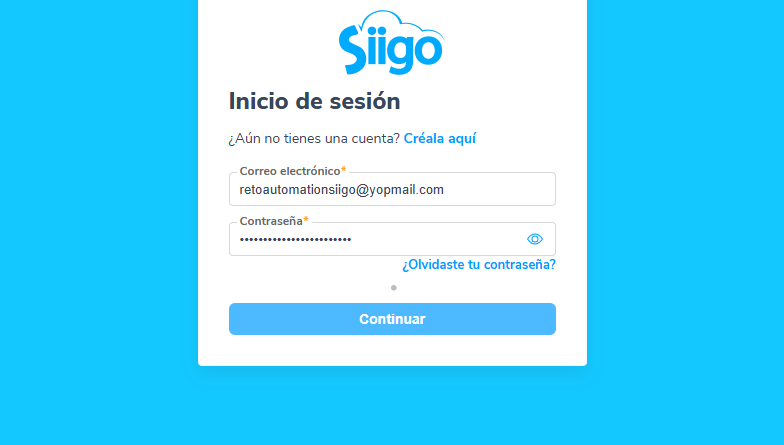 Siigo
Inicio de sesión
¿Aún no tienes una cuenta? Créala aquí
Correo electrónico*
retoautomationsiigo@yopmail.com
Contraseña*
••••••••••••••••••••••••
¿Olvidaste tu contraseña?
Continuar